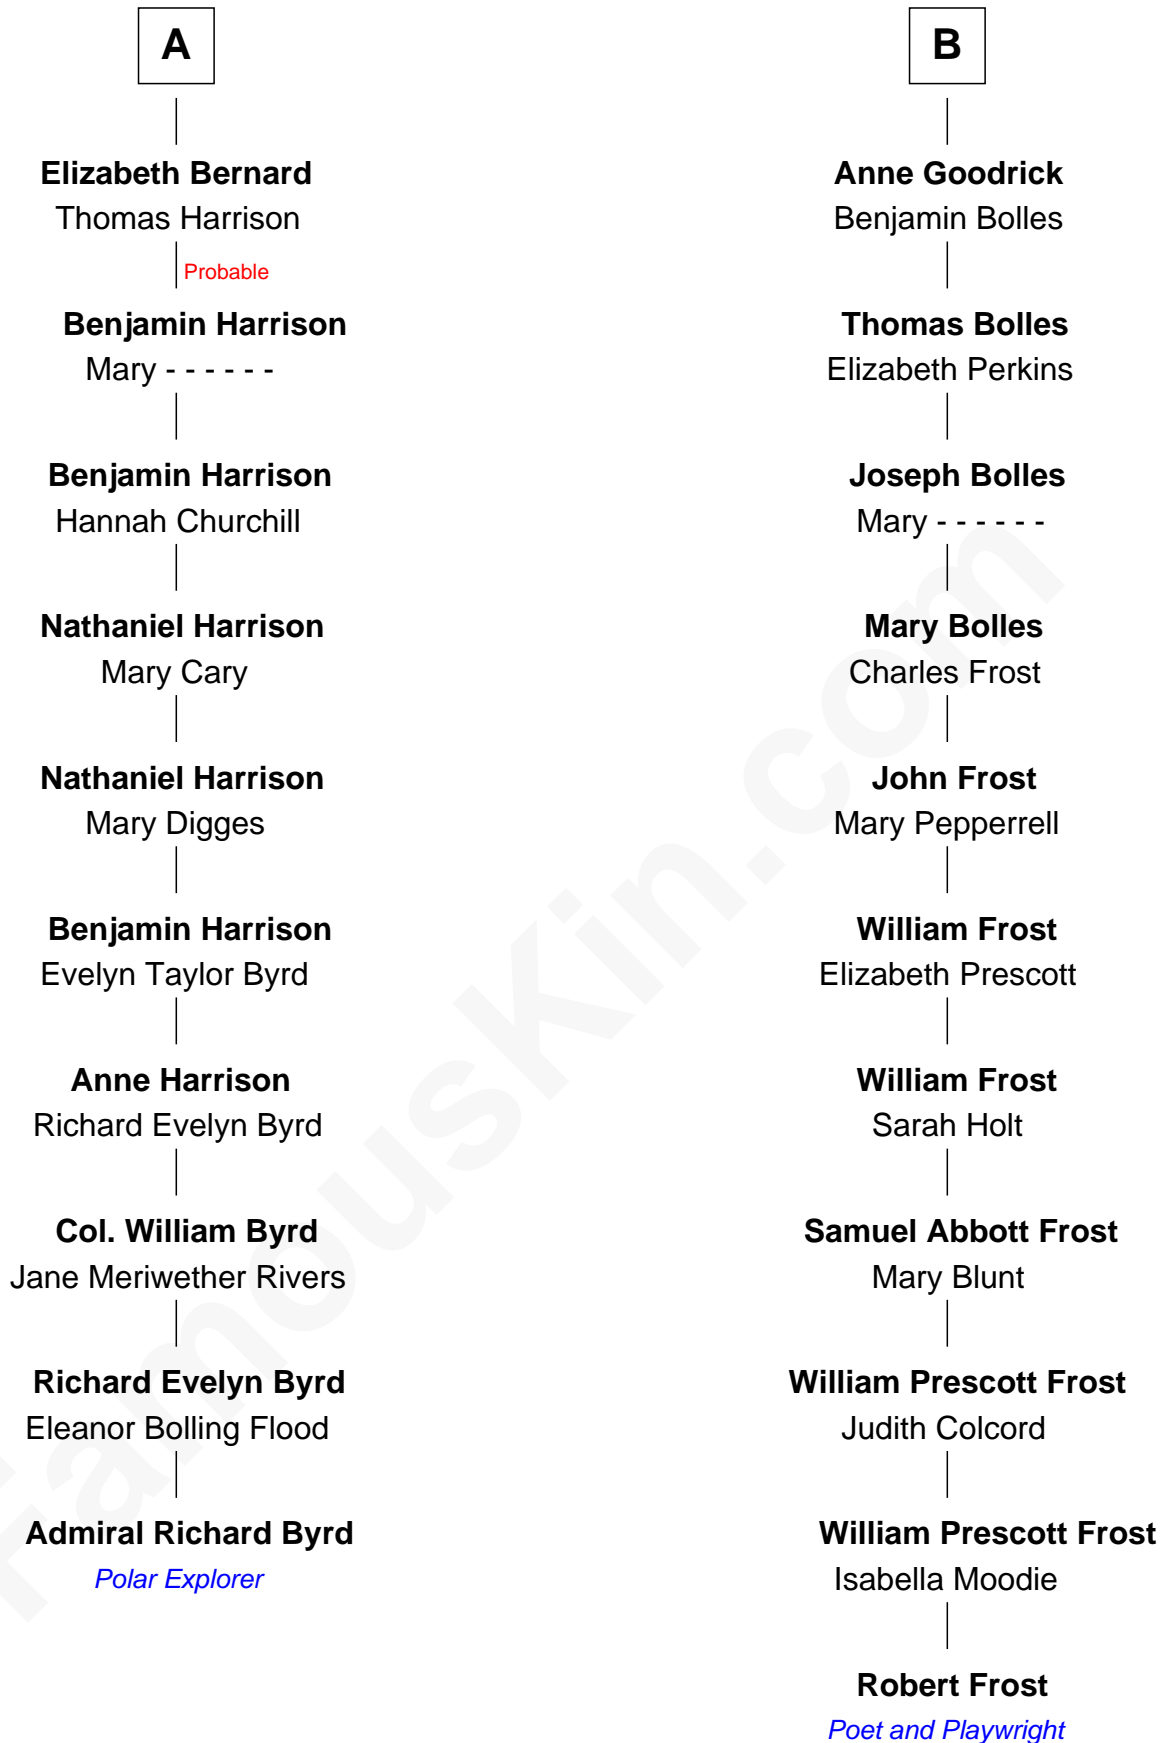 A
Elizabeth Bernard
Thomas Harrison
Probable
Benjamin Harrison
Mary - - - - - -
Benjamin Harrison
Hannah Churchill
Nathaniel Harrison
Mary Cary
Nathaniel Harrison
Mary Digges
Benjamin Harrison
Evelyn Taylor Byrd
Anne Harrison
Richard Evelyn Byrd
Col. William Byrd
Jane Meriwether Rivers
Richard Evelyn Byrd
Eleanor Bolling Flood
Admiral Richard Byrd
Polar Explorer
B
Anne Goodrick
Benjamin Bolles
Thomas Bolles
Elizabeth Perkins
Joseph Bolles
Mary - - - - - -
Mary Bolles
Charles Frost
John Frost
Mary Pepperrell
William Frost
Elizabeth Prescott
William Frost
Sarah Holt
Samuel Abbott Frost
Mary Blunt
William Prescott Frost
Judith Colcord
William Prescott Frost
Isabella Moodie
Robert Frost
Poet and Playwright
FamousKin.com